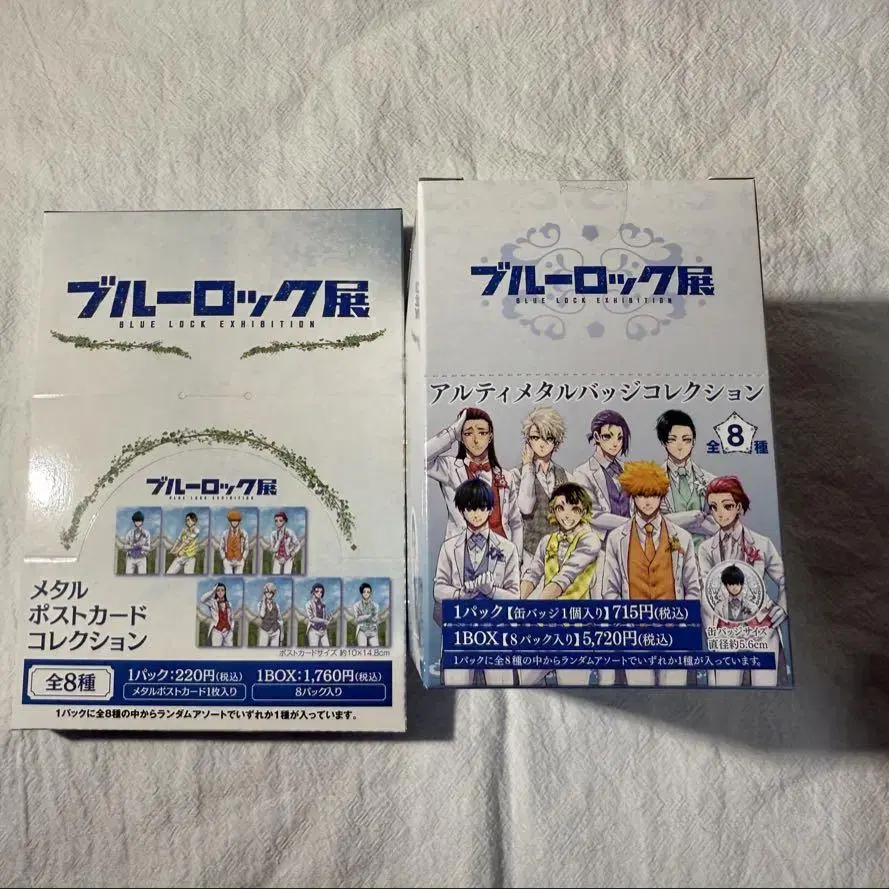 ブルーロック展
BLUE LOCK EXHIBITION
ブルーロック展
BLUE LOCK EXHIBITION
メタル
ポストカード
コレクション
ポストカードサイズ 約10×14.8cm
全8種
1パック:220円(税込)
メタルポストカード1枚入り
1BOX:1,760円(税込)
8パック入り
1パックに全8種の中からランダムアソートでいずれか1種が入っています。
ブルーロック展
BLUE LOCK EXHIBITION
アルティメタルバッジコレクション
全8種
1パック【缶バッジ1個入り】715円(税込)
1BOX【8パック入り】5,720円(税込)
1パックに全8種の中からランダムアソートでいずれか1種が入っています。
缶バッジサイズ
直径約5.6cm